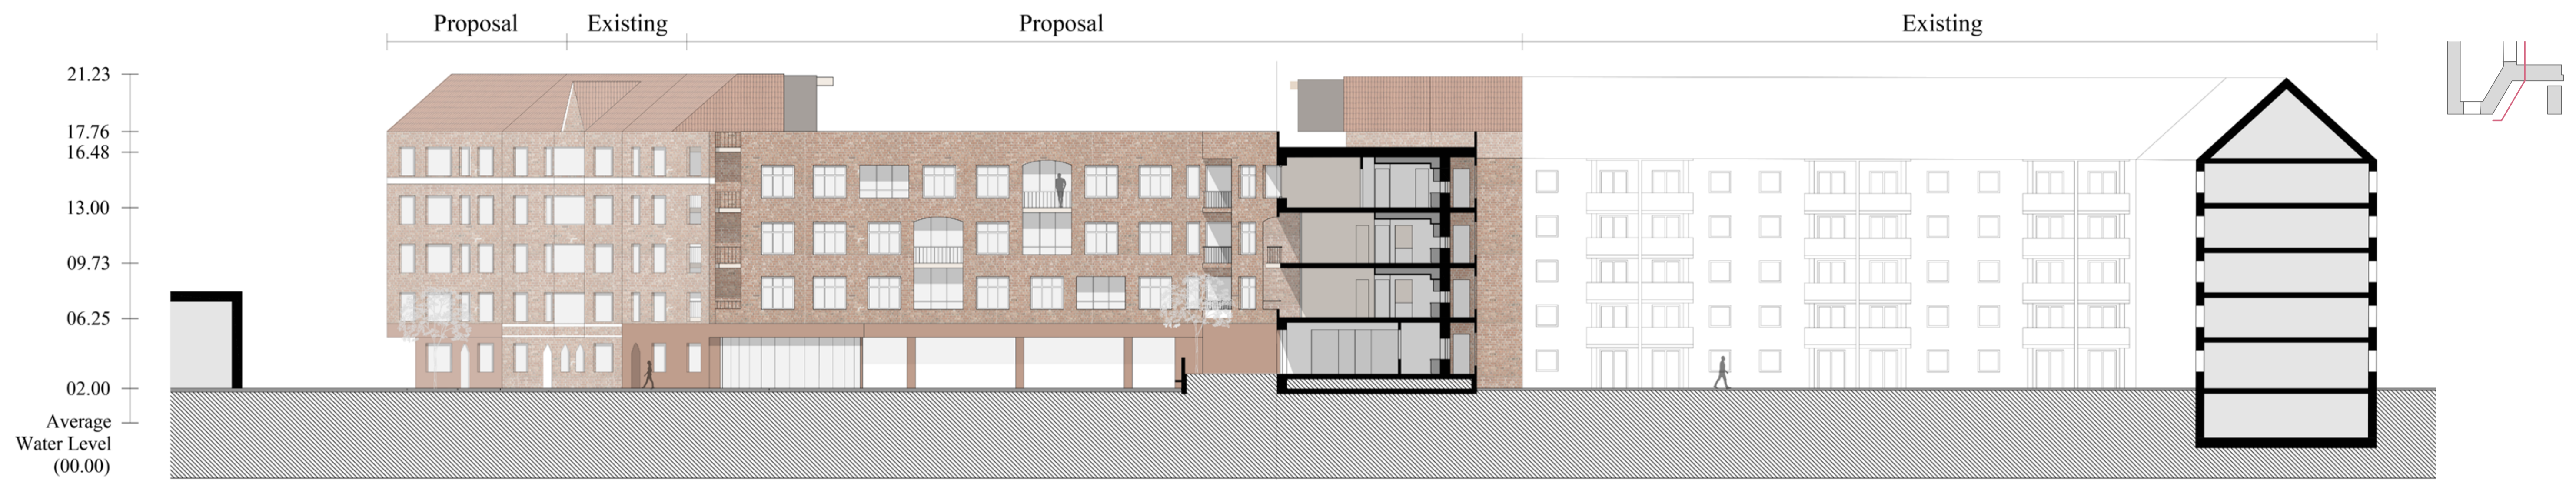 Proposal
Existing
Proposal
Existing
21.23
17.76
16.48
13.00
09.73
06.25
02.00
Average
Water Level
(00.00)